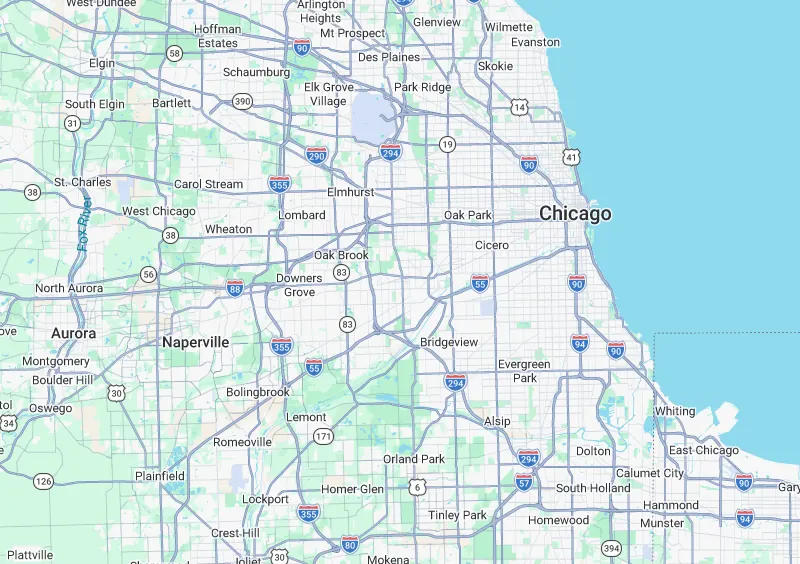 West Dundee
Arlington
Heights
Glenview
Wilmette
Hoffman
Estates
Mt Prospect
Evanston
90
58
Des Plaines
Elgin
Skokie
Schaumburg
Elk Grove
Village
Park Ridge
South Elgin
Bartlett
390
14
31
19
290
294
90
41
St. Charles
Carol Stream
355
38
Elmhurst
West Chicago
Lombard
Oak Park
Chicago
Fox River
38
Wheaton
Cicero
Oak Brook
56
83
Downers
Grove
North Aurora
88
55
90
83
Aurora
Naperville
355
Bridgeview
94
90
Montgomery
55
Evergreen
Park
Boulder Hill
294
30
Bolingbrook
Oswego
Whiting
34
Lemont
Alsip
171
Romeoville
East Chicago
Dolton
Orland Park
294
Calumet City
Plainfield
126
57
90
Gary
Homer Glen
6
South Holland
Lockport
Hammond
355
Tinley Park
Homewood
Munster
94
Crest Hill
80
394
Plattville
30
Joliet
Mokena